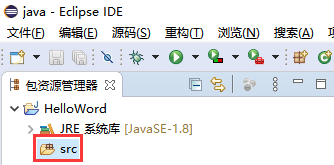 java - Eclipse IDE
文件(F) 编辑(E) 源码(S) 重构(T) 浏览(N) 搜索(A)
包资源管理器
HelloWord
JRE 系统库 [JavaSE-1.8]
src